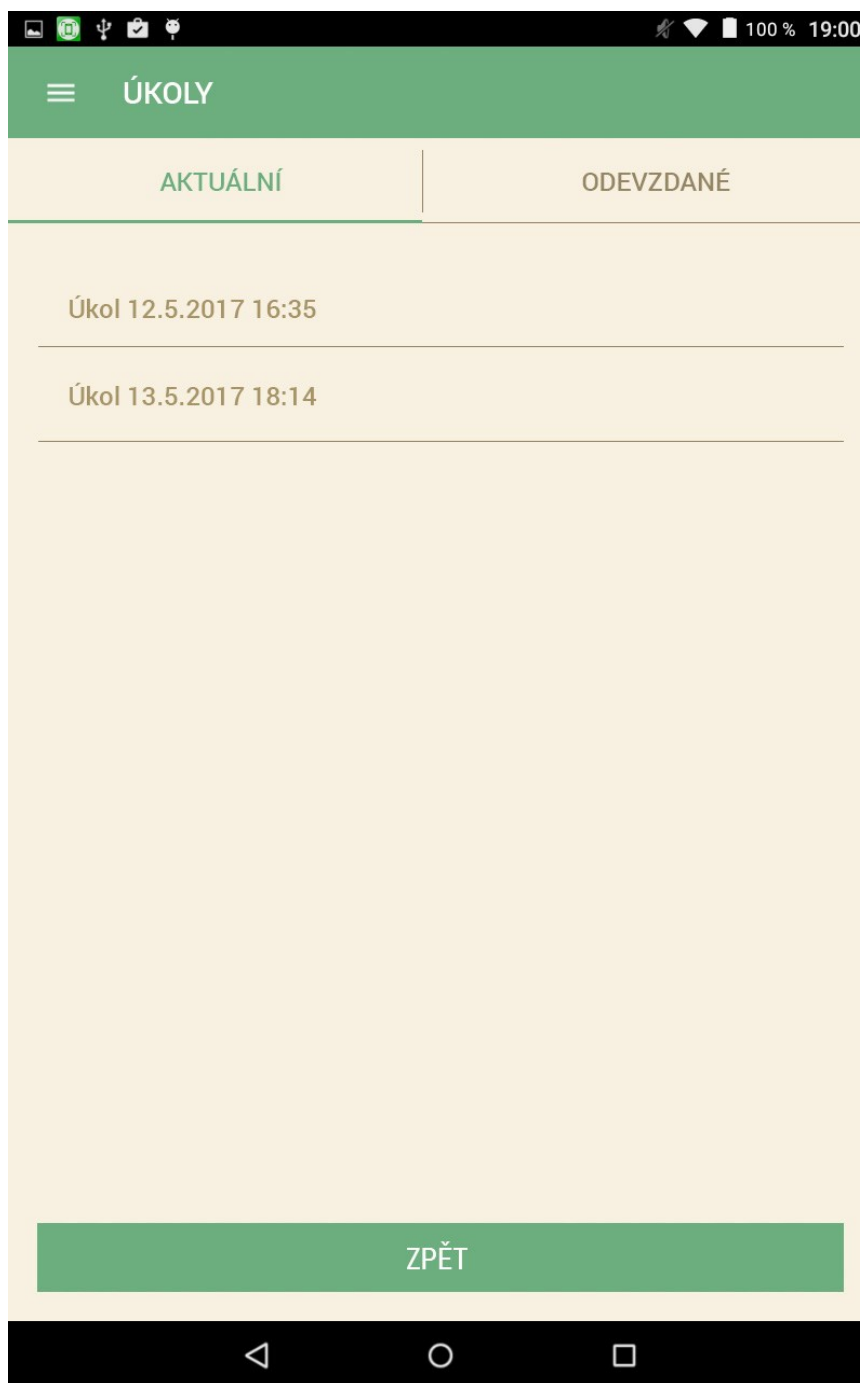 100 % 19:00
ÚKOLY
AKTUÁLNÍ ODEVZDANÉ
Úkol 12.5.2017 16:35
Úkol 13.5.2017 18:14
ZPĚT